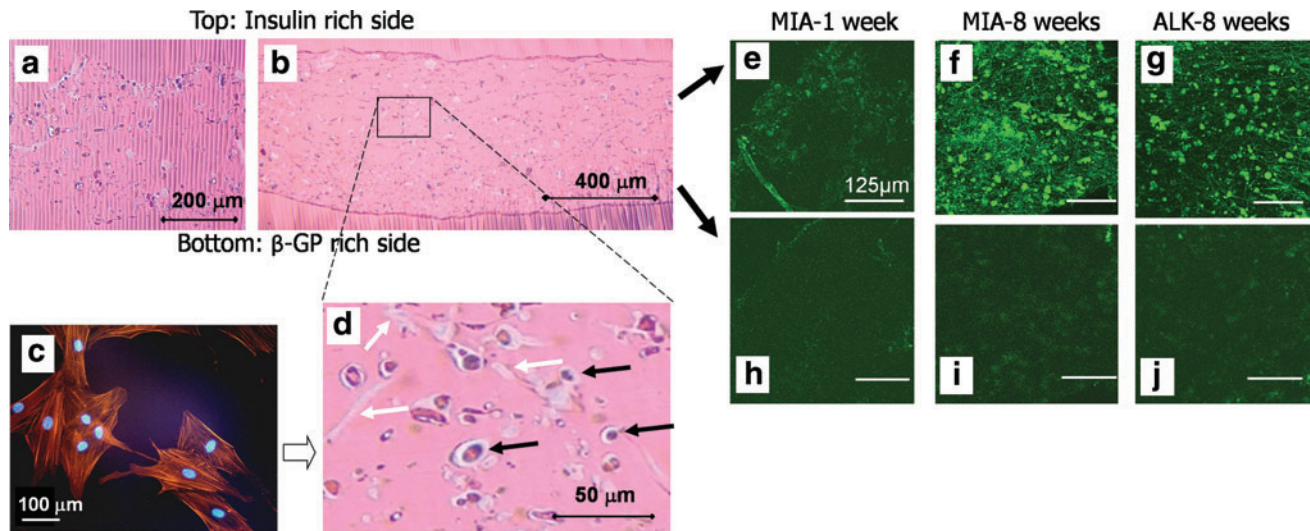 Top: Insulin rich side
MIA-1 week
MIA-8 weeks
ALK-8 weeks
a
b
e
f
g
200 μm
400 μm
125μm
Bottom: β-GP rich side
c
d
h
i
j
100 μm
50 μm